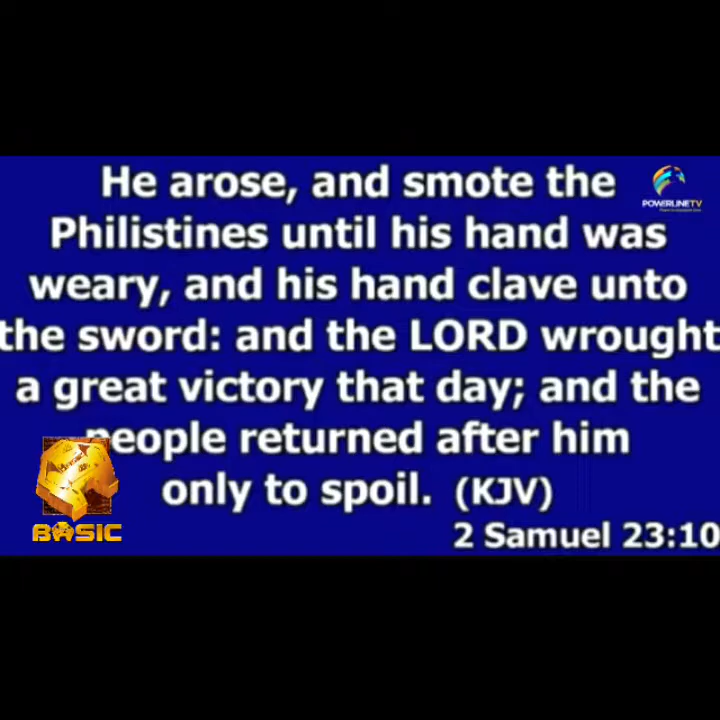 He arose, and smote the
POWERLINETV
Philistines until his hand was
weary, and his hand clave unto
the sword: and the LORD wrought
a great victory that day; and the
people returned after him
only to spoil. (KJV)
BASIC
2 Samuel 23:10